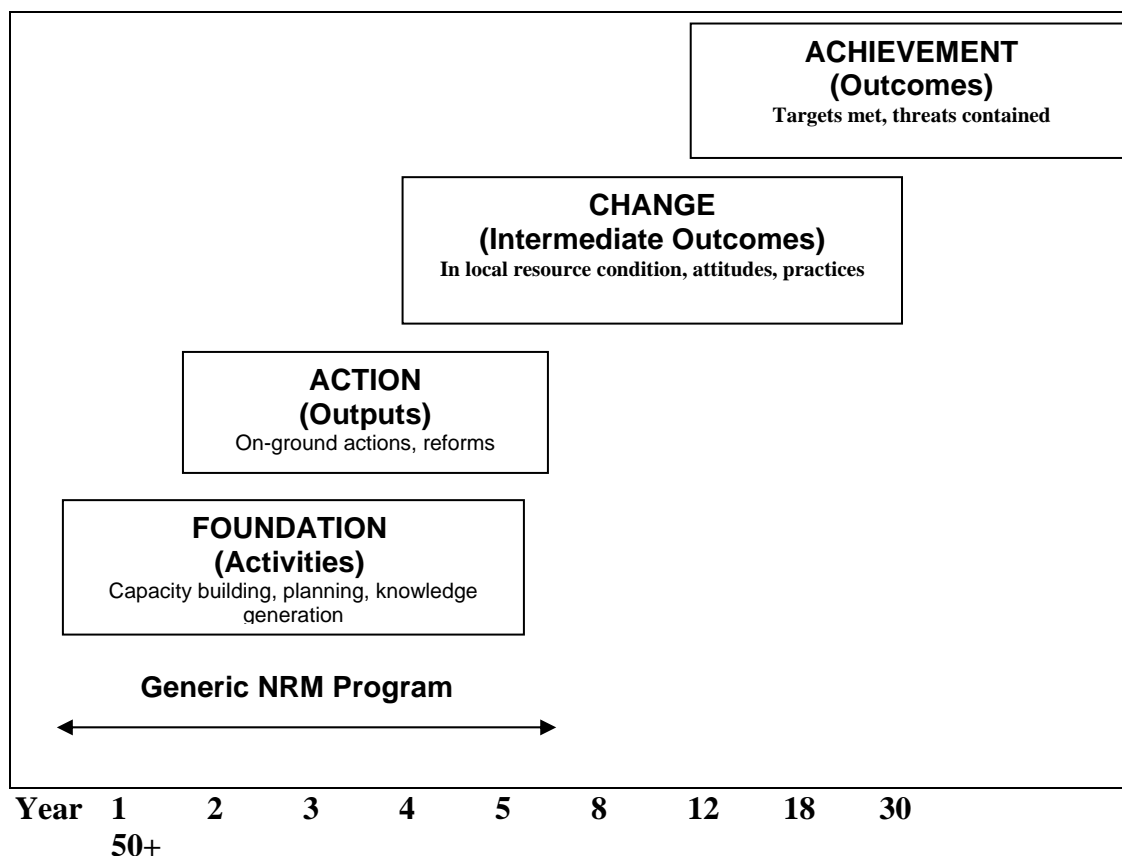 ACHIEVEMENT
(Outcomes)
Targets met, threats contained
CHANGE
(Intermediate Outcomes)
In local resource condition, attitudes, practices
ACTION
(Outputs)
On-ground actions, reforms
FOUNDATION
(Activities)
Capacity building, planning, knowledge
generation
Generic NRM Program
Year 1 2 3 4 5 8 12 18 30
50+